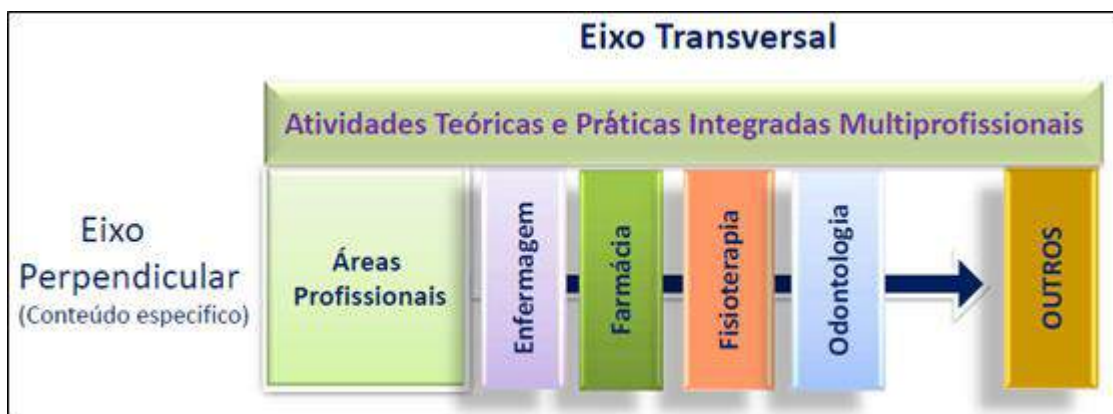 Eixo Transversal
Atividades Teóricas e Práticas Integradas Multiprofissionais
Eixo
Perpendicular
(Conteúdo especifico)
Áreas
Profissionais
Enfermagem
Farmácia
Fisioterapia
Odontologia
OUTROS